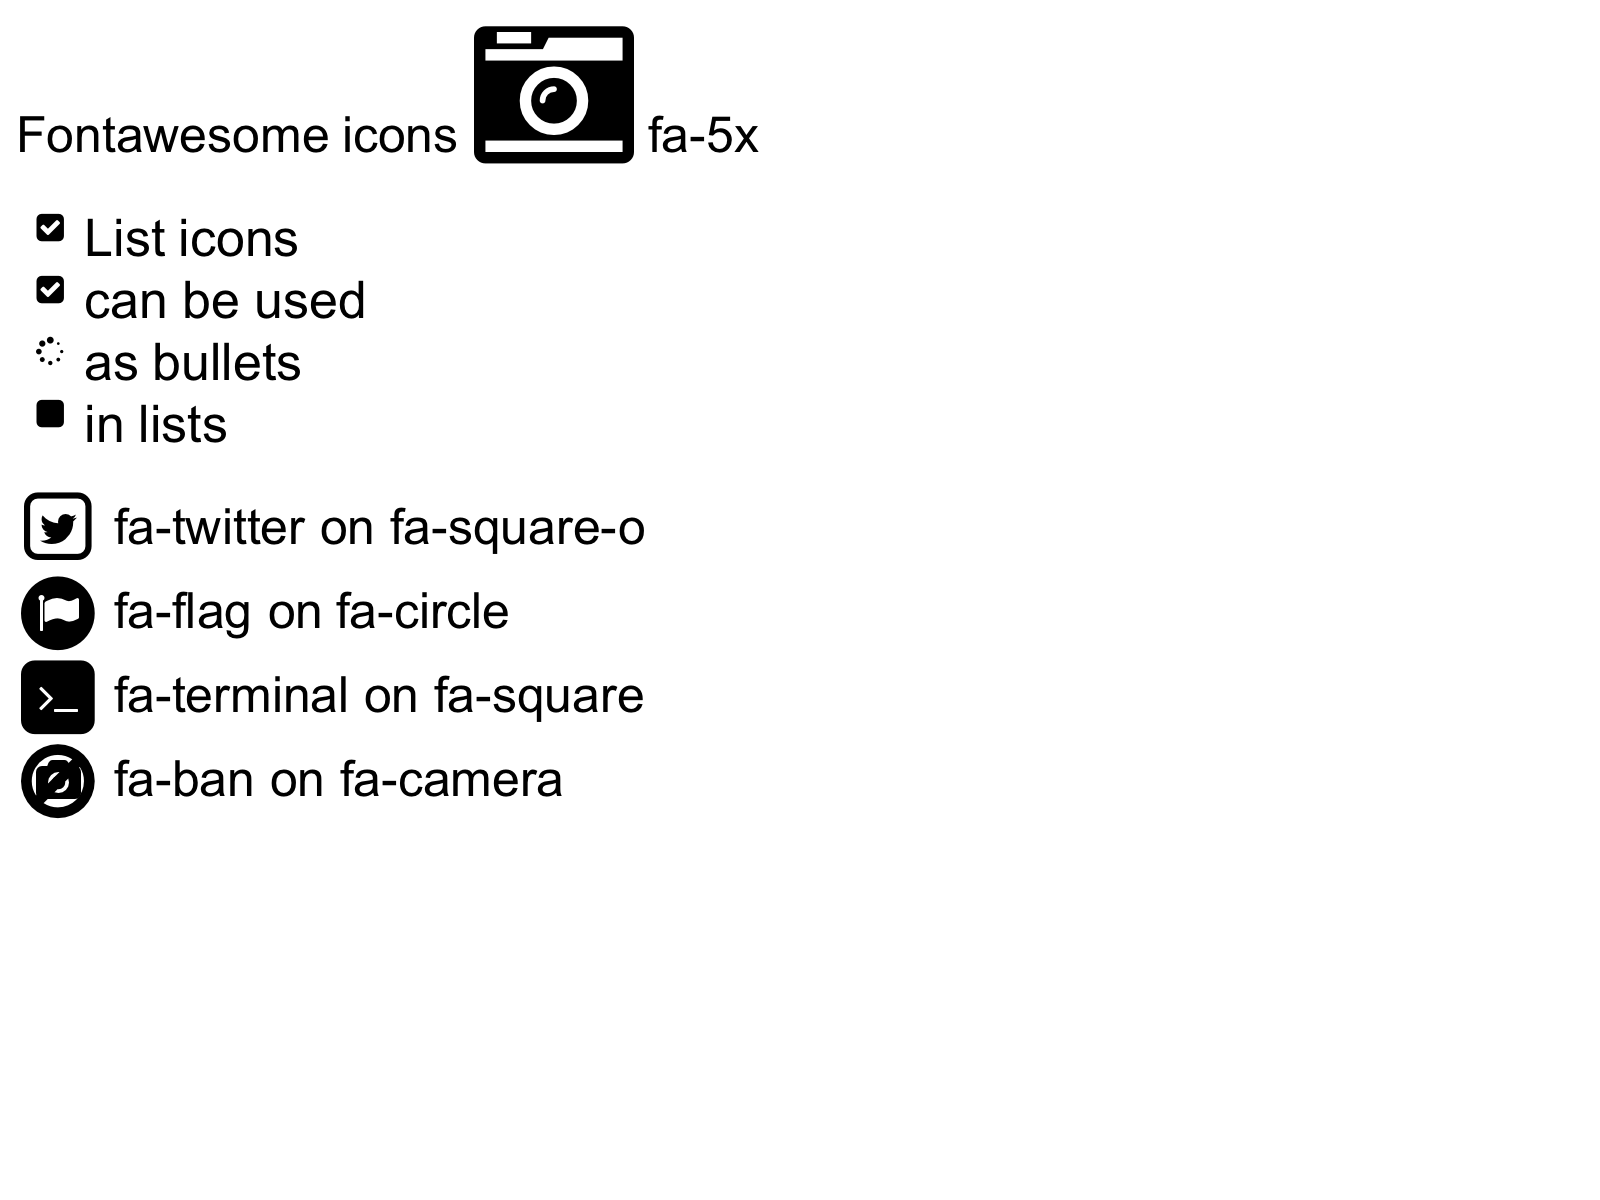 Fontawesome icons fa-5x
List icons
can be used
as bullets
in lists
fa-twitter on fa-square-o
fa-flag on fa-circle
fa-terminal on fa-square
fa-ban on fa-camera